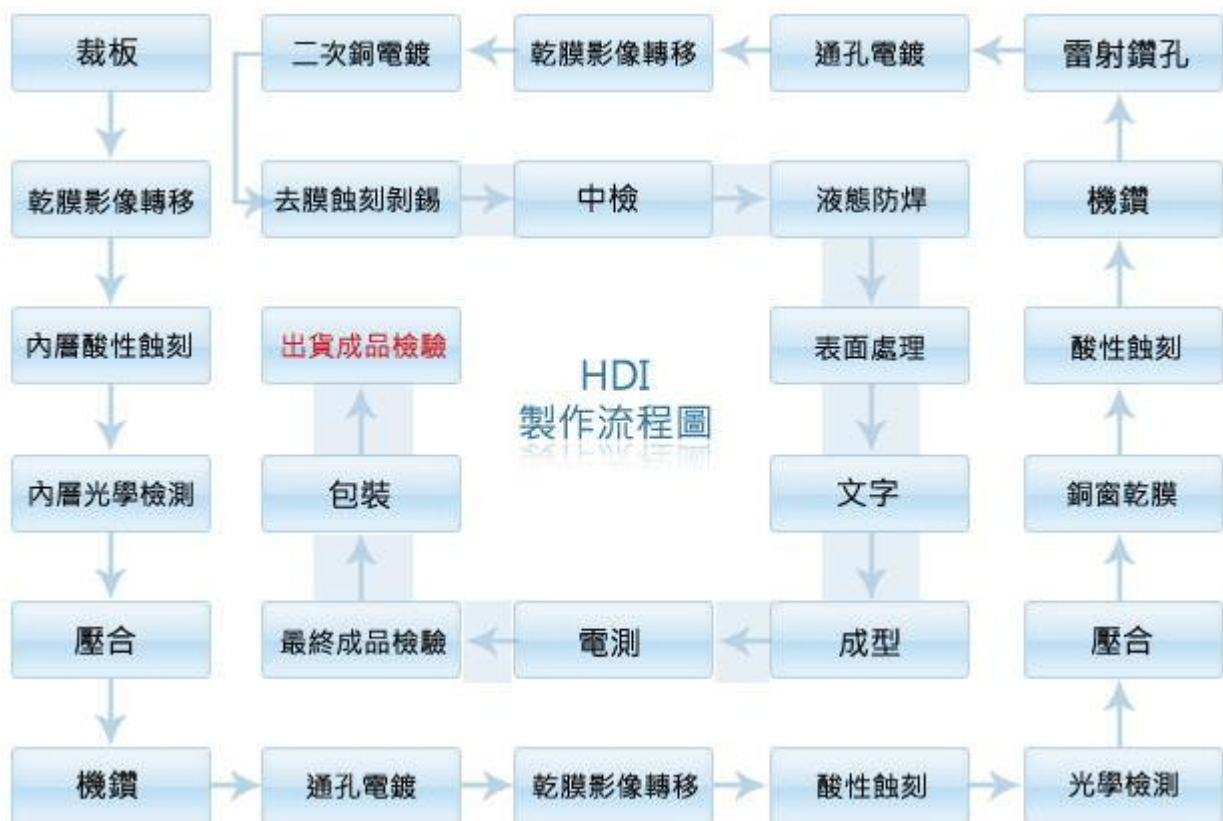 裁板
二次銅電鍍
乾膜影像轉移
通孔電鍍
雷射鑽孔
乾膜影像轉移
去膜蝕刻剝錫
中檢
液態防焊
機鑽
內層酸性蝕刻
出貨成品檢驗
HDI
製作流程圖
表面處理
酸性蝕刻
內層光學檢測
包裝
文字
銅窗乾膜
壓合
最終成品檢驗
電測
成型
壓合
機鑽
通孔電鍍
乾膜影像轉移
酸性蝕刻
光學檢測